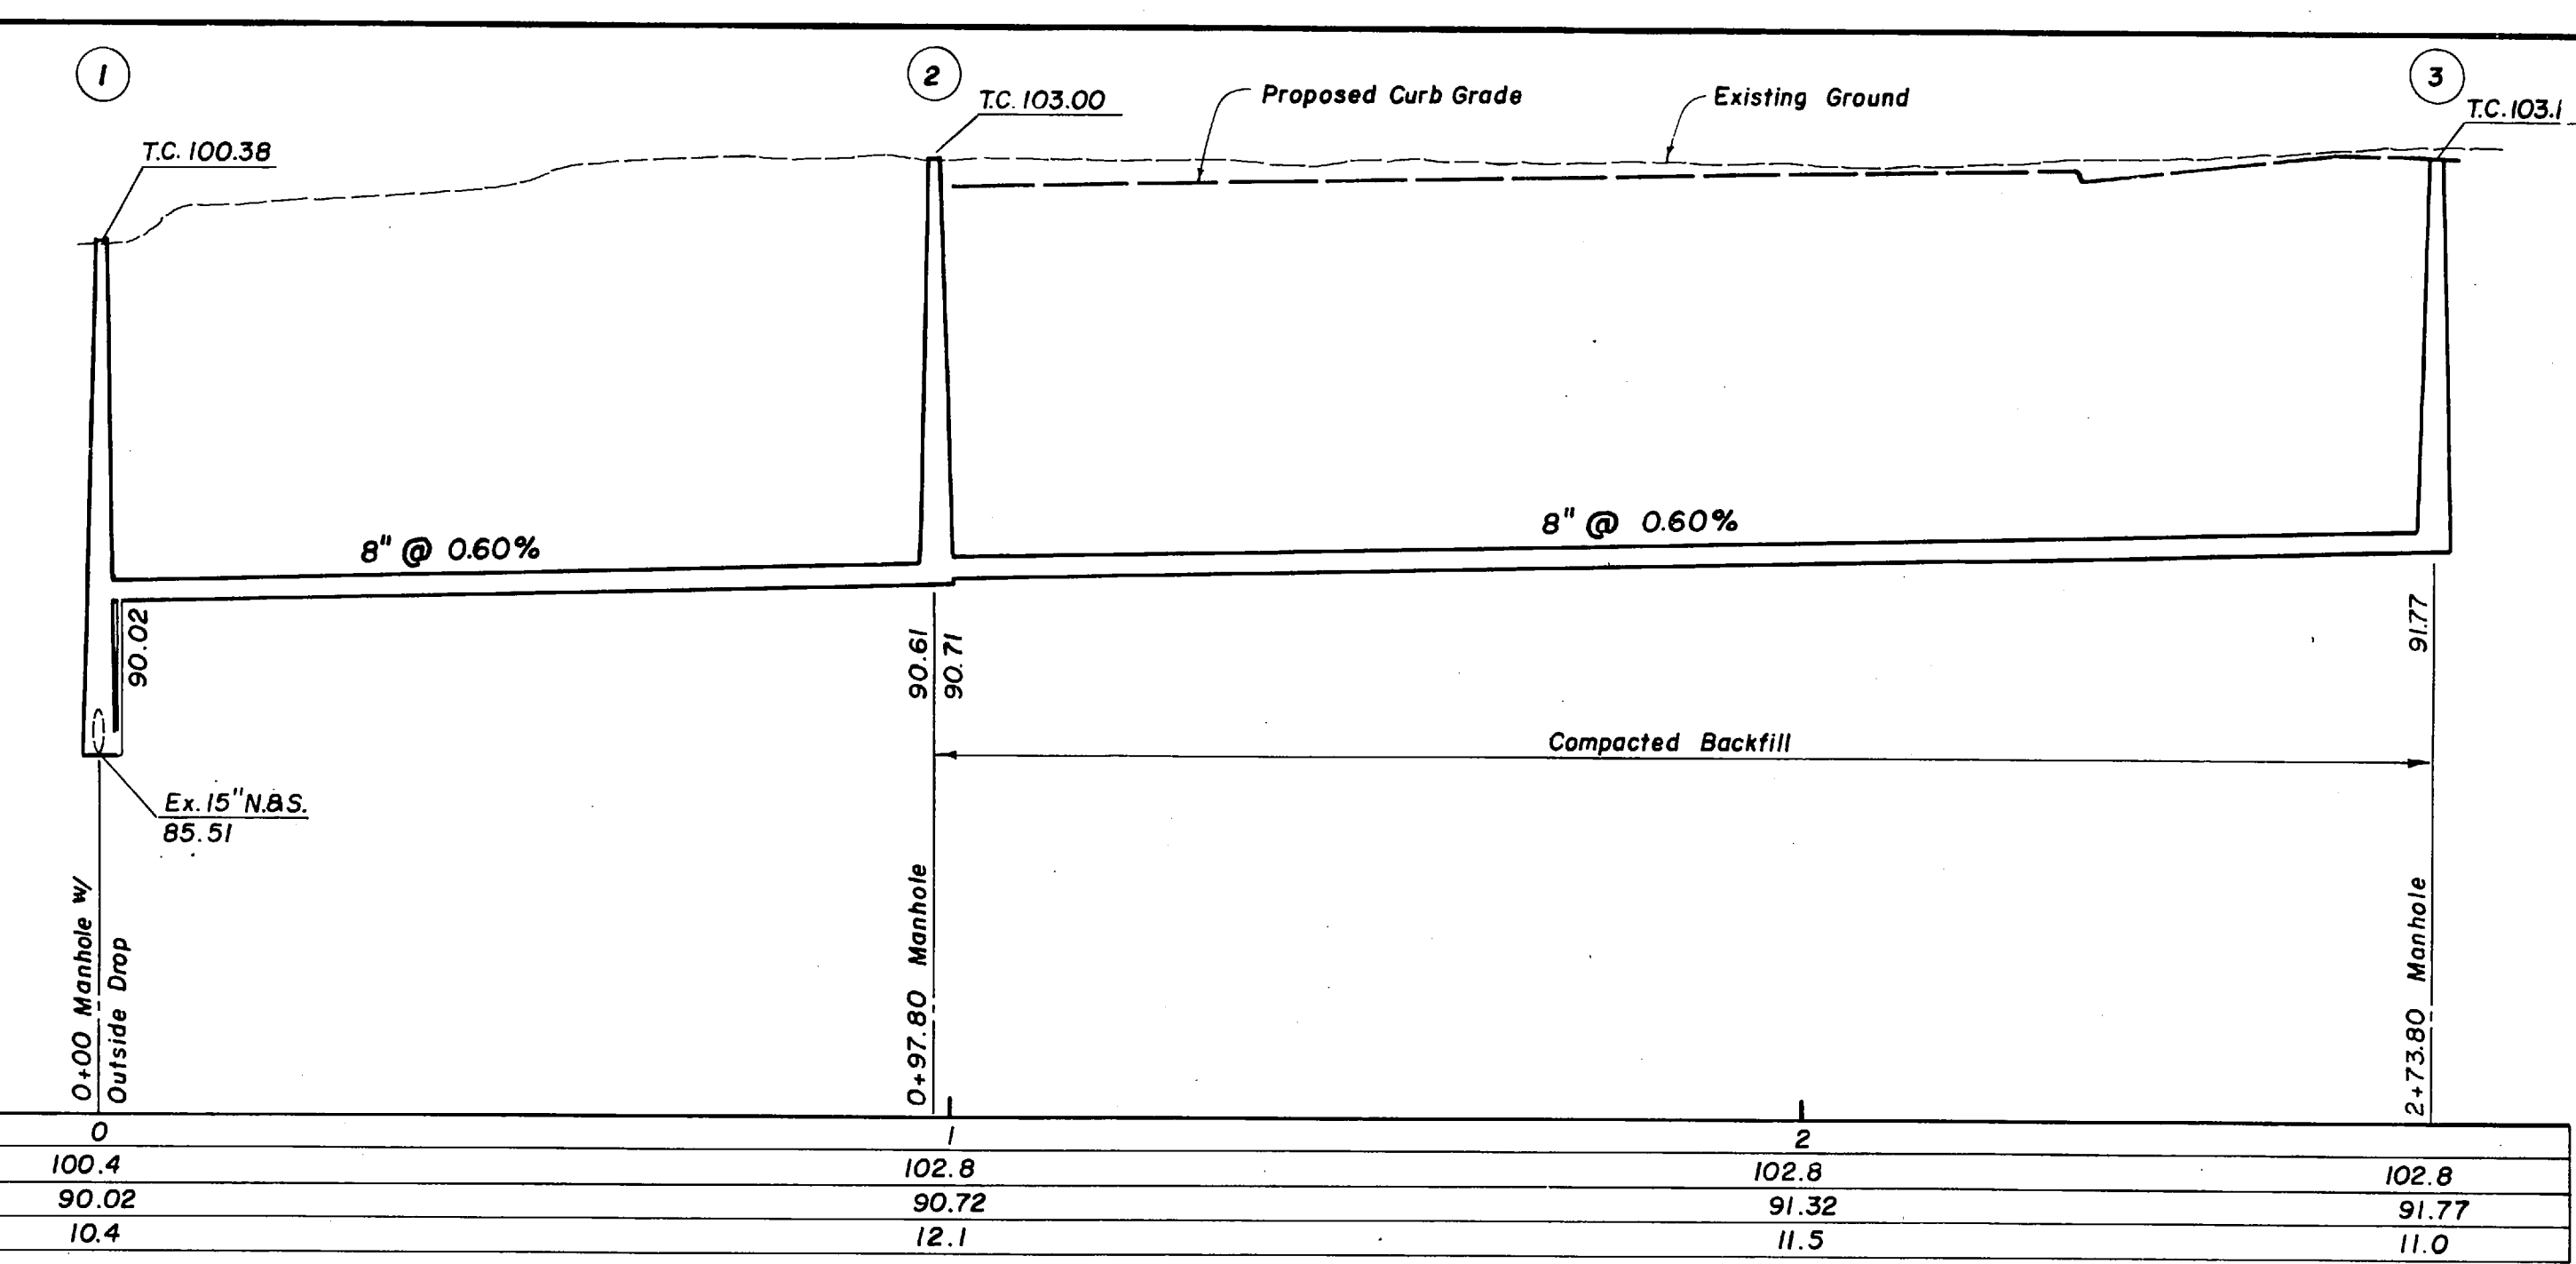 1
2
3
T.C. 100.38
T.C. 103.00
Proposed Curb Grade
Existing Ground
T.C. 103.1
8" @ 0.60%
8" @ 0.60%
90.02
90.61
90.71
91.77
Compacted Backfill
Ex. 15" N.&S.
85.51
0+00 Manhole w/
Outside Drop
0+97.80 Manhole
2+73.80 Manhole
0 1 2
100.4 102.8 102.8 102.8
90.02 90.72 91.32 91.77
10.4 12.1 11.5 11.0